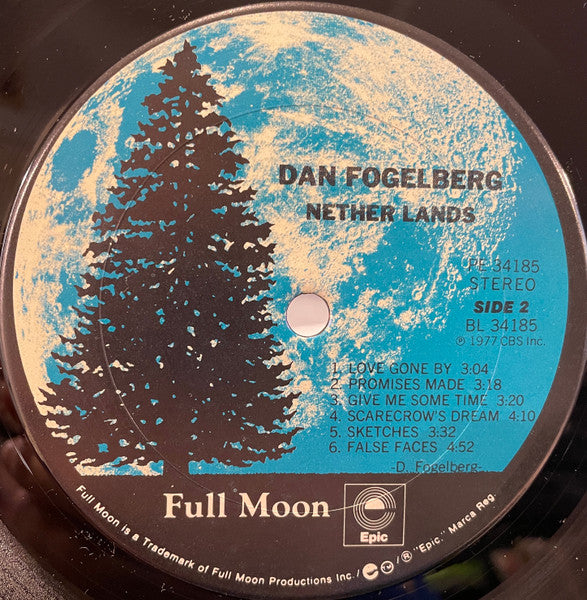 DAN FOGELBERG
NETHER LANDS
PE 34185
STEREO
SIDE 2
BL 34185
℗ 1977 CBS Inc.
1. LOVE GONE BY 3:04
2. PROMISES MADE 3:18
3. GIVE ME SOME TIME 3:20
4. SCARECROW'S DREAM 4:10
5. SKETCHES 3:32
6. FALSE FACES 4:52
-D. Fogelberg-
Full Moon
Epic
Full Moon is a Trademark of Full Moon Productions Inc. / e TM / ® "Epic," Marca Reg.